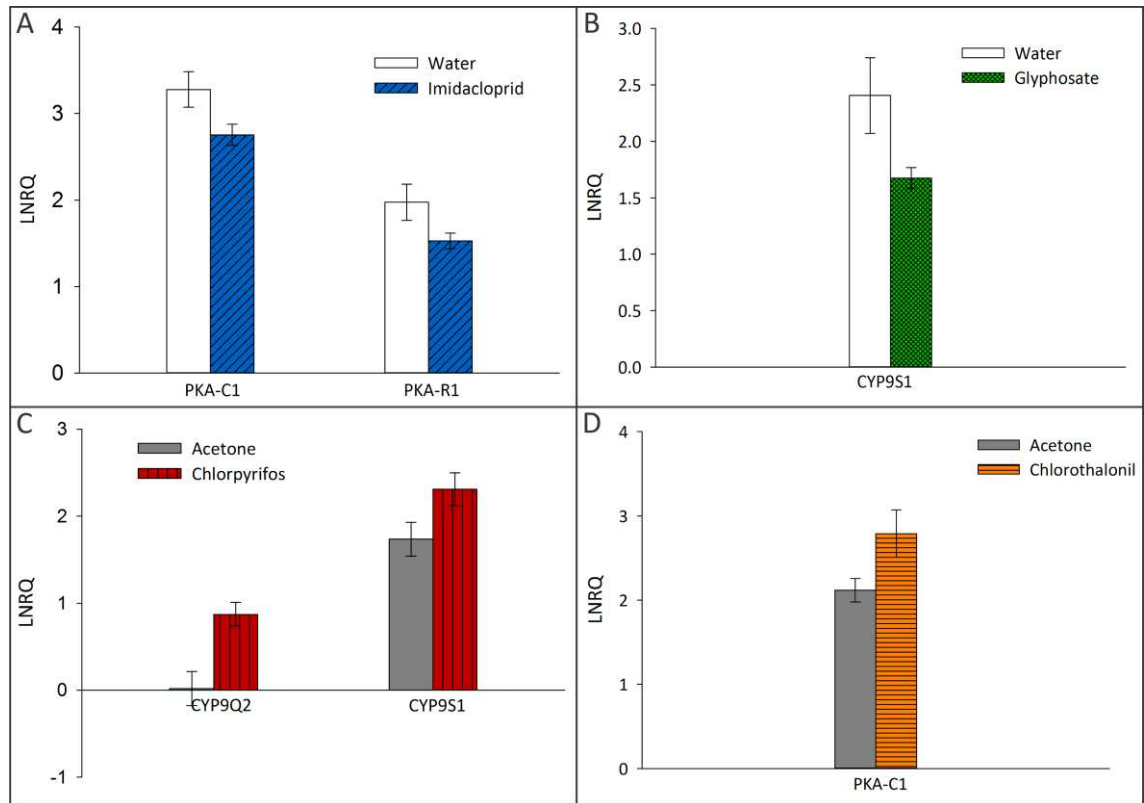 A
4
3
2
1
0
LNRQ
Water
Imidacloprid
PKA-C1 PKA-R1
B
3.0
2.5
2.0
1.5
1.0
0.5
0.0
LNRQ
Water
Glyphosate
CYP9S1
C
3
2
1
0
-1
LNRQ
Acetone
Chlorpyrifos
CYP9Q2 CYP9S1
D
4
3
2
1
0
LNRQ
Acetone
Chlorothalonil
PKA-C1